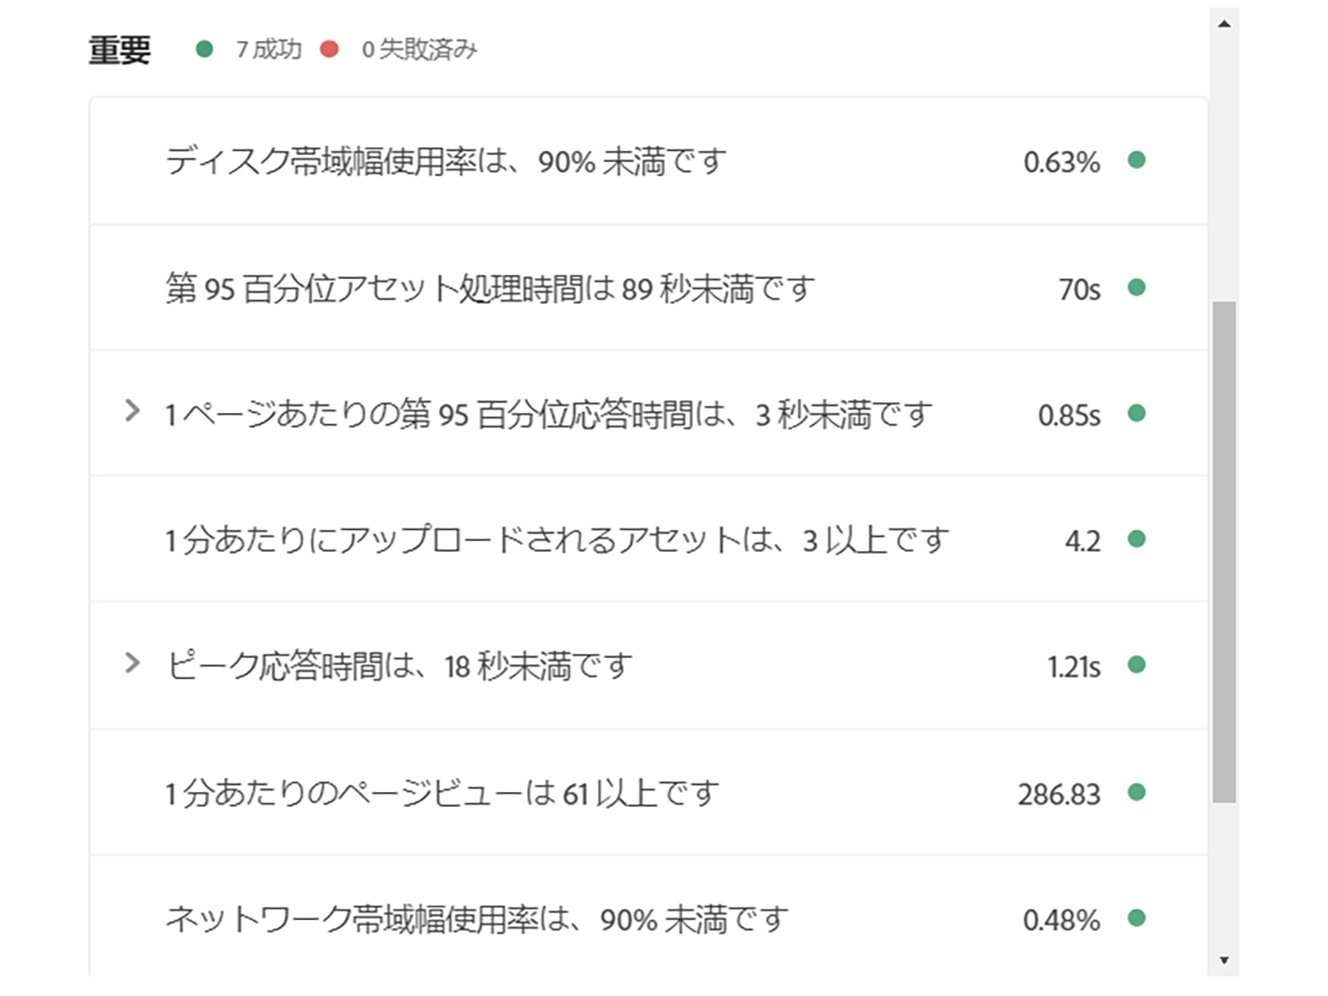 重要 7 成功 0 失敗済み
ディスク帯域幅使用率は、90% 未満です 0.63%
第 95 百分位アセット処理時間は 89 秒未満です 70s
1 ページあたりの第 95 百分位応答時間は、3 秒未満です 0.85s
1 分あたりにアップロードされるアセットは、3 以上です 4.2
ピーク応答時間は、18 秒未満です 1.21s
1 分あたりのページビューは 61 以上です 286.83
ネットワーク帯域幅使用率は、90% 未満です 0.48%